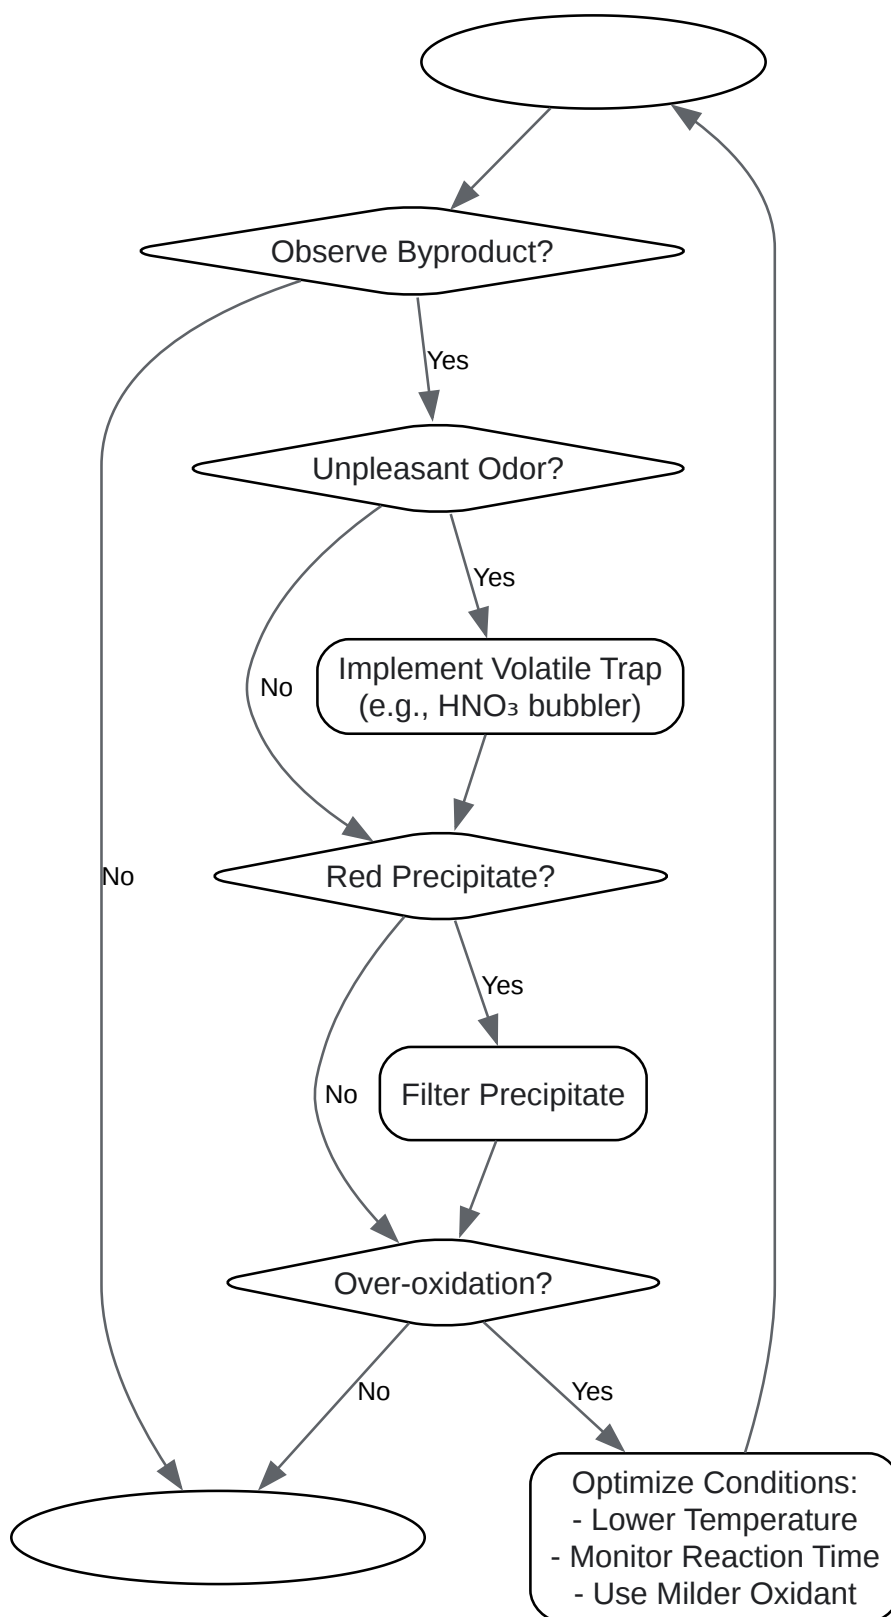 Observe Byproduct?
Yes
Unpleasant Odor?
Yes
Implement Volatile Trap
(e.g., HNO₃ bubbler)
No
Red Precipitate?
No
Yes
Filter Precipitate
No
Over-oxidation?
No
Yes
Optimize Conditions:
- Lower Temperature
- Monitor Reaction Time
- Use Milder Oxidant